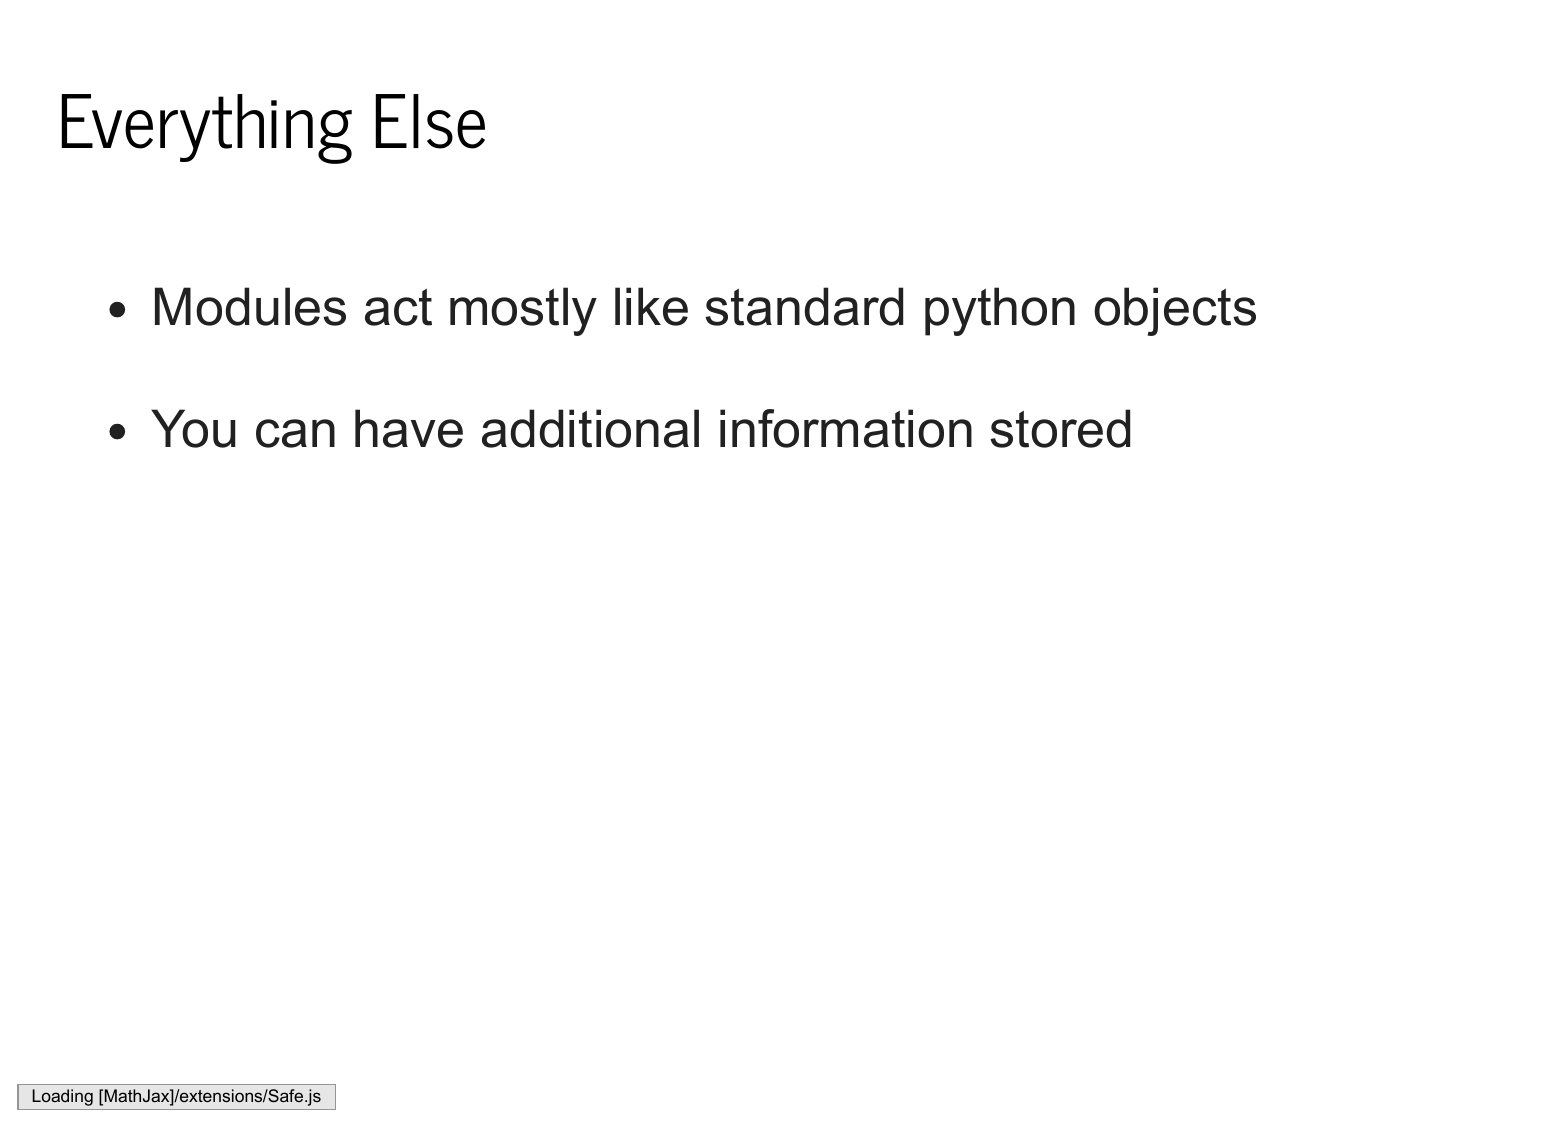 Everything Else
• Modules act mostly like standard python objects
• You can have additional information stored
Loading [MathJax]/extensions/Safe.js